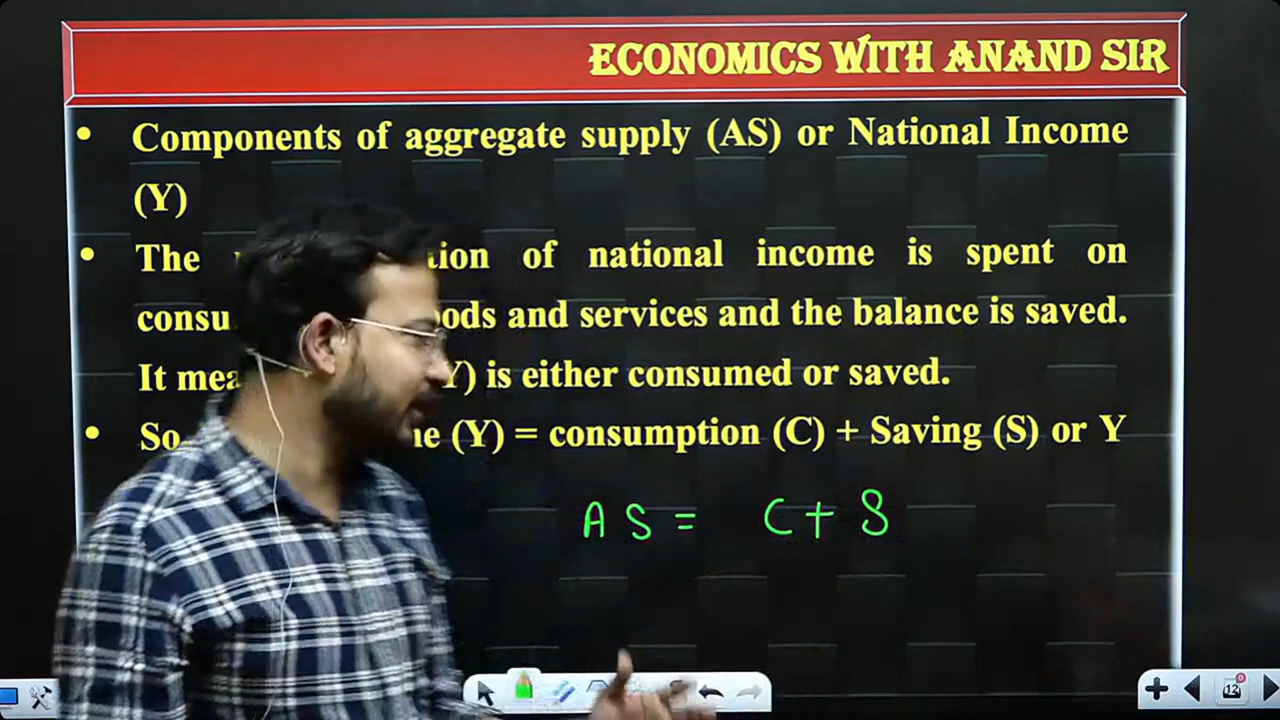 ECONOMICS WITH ANAND SIR
• Components of aggregate supply (AS) or National Income
(Y)
• The tion of national income is spent on
consu oods and services and the balance is saved.
It mea Y) is either consumed or saved.
• So e (Y) = consumption (C) + Saving (S) or Y
A S = C + S
12